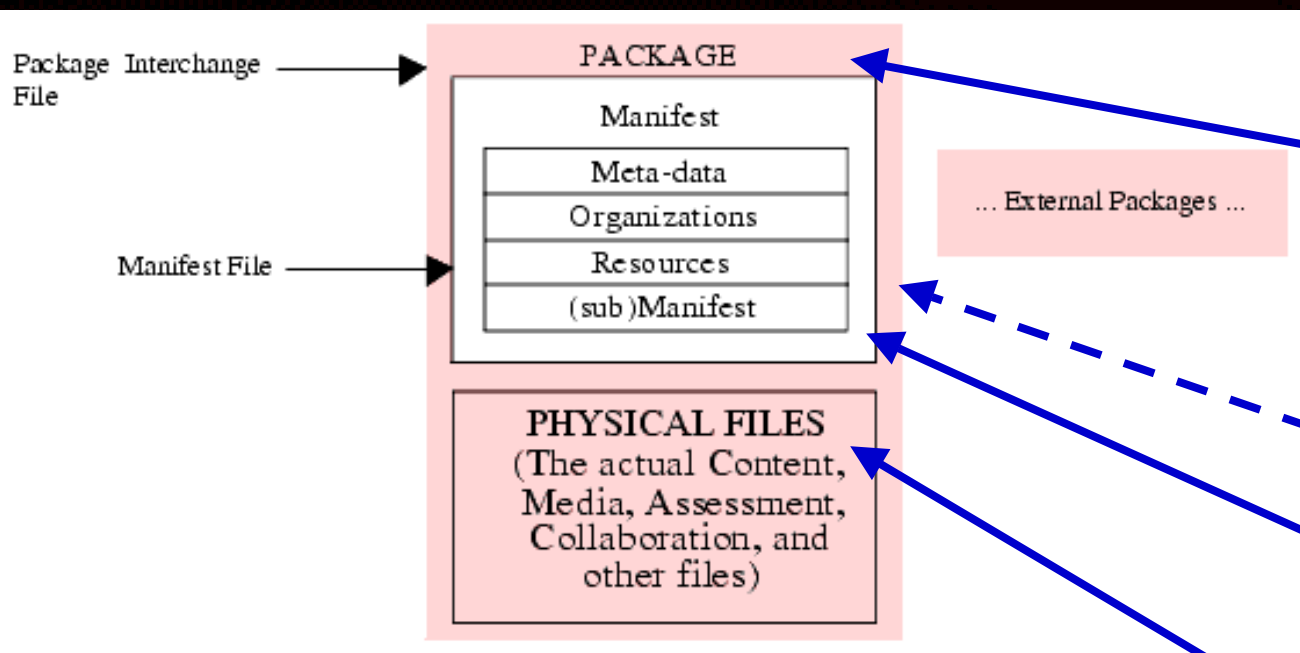 Package Interchange
File
PACKAGE
Manifest
Meta-data
Organizations
Resources
(sub)Manifest
... External Packages ...
Manifest File
PHYSICAL FILES
(The actual Content,
Media, Assessment,
Collaboration, and
other files)